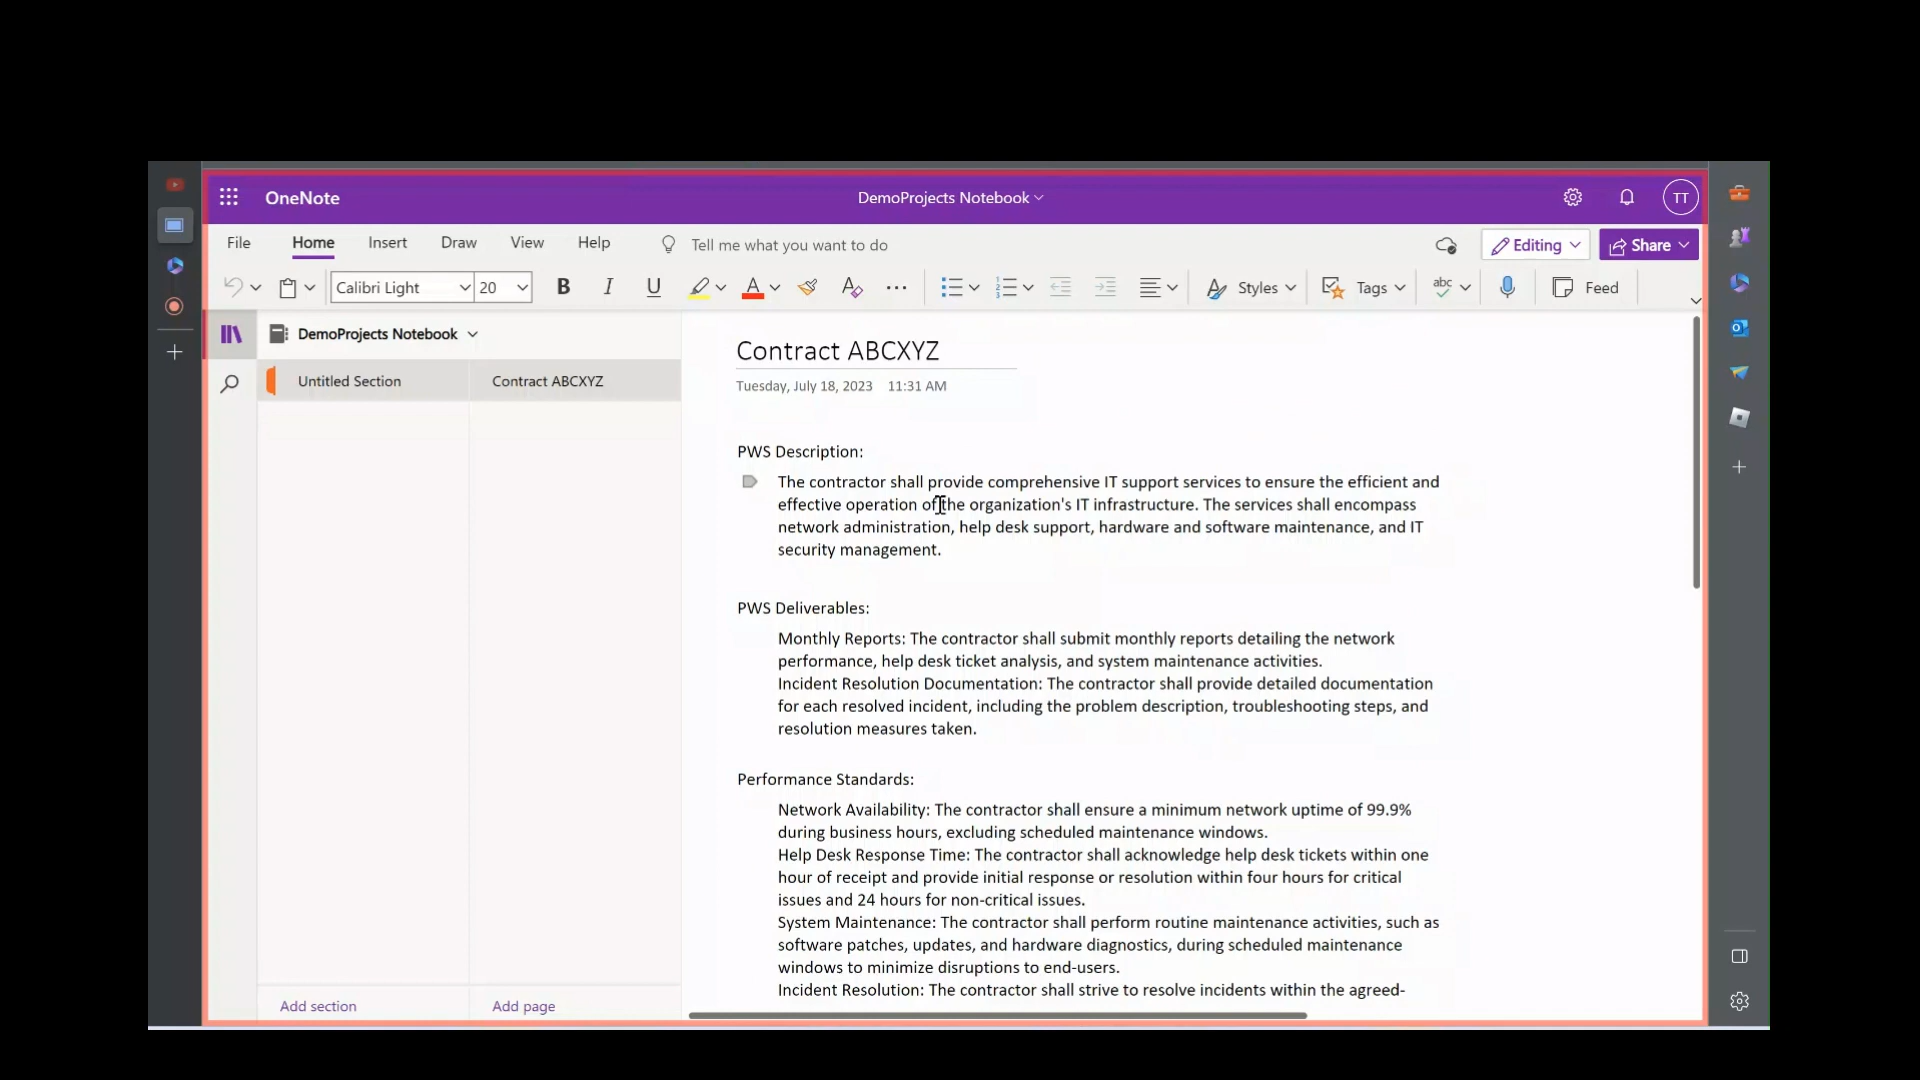 OneNote
DemoProjects Notebook
TT
File Home Insert Draw View Help Tell me what you want to do Editing Share
Calibri Light 20 B I U A Styles Tags abc Feed
DemoProjects Notebook
Untitled Section
Contract ABCXYZ
Add section
Add page
Contract ABCXYZ
Tuesday, July 18, 2023 11:31 AM
PWS Description:
The contractor shall provide comprehensive IT support services to ensure the efficient and
effective operation of the organization's IT infrastructure. The services shall encompass
network administration, help desk support, hardware and software maintenance, and IT
security management.
PWS Deliverables:
Monthly Reports: The contractor shall submit monthly reports detailing the network
performance, help desk ticket analysis, and system maintenance activities.
Incident Resolution Documentation: The contractor shall provide detailed documentation
for each resolved incident, including the problem description, troubleshooting steps, and
resolution measures taken.
Performance Standards:
Network Availability: The contractor shall ensure a minimum network uptime of 99.9%
during business hours, excluding scheduled maintenance windows.
Help Desk Response Time: The contractor shall acknowledge help desk tickets within one
hour of receipt and provide initial response or resolution within four hours for critical
issues and 24 hours for non-critical issues.
System Maintenance: The contractor shall perform routine maintenance activities, such as
software patches, updates, and hardware diagnostics, during scheduled maintenance
windows to minimize disruptions to end-users.
Incident Resolution: The contractor shall strive to resolve incidents within the agreed-